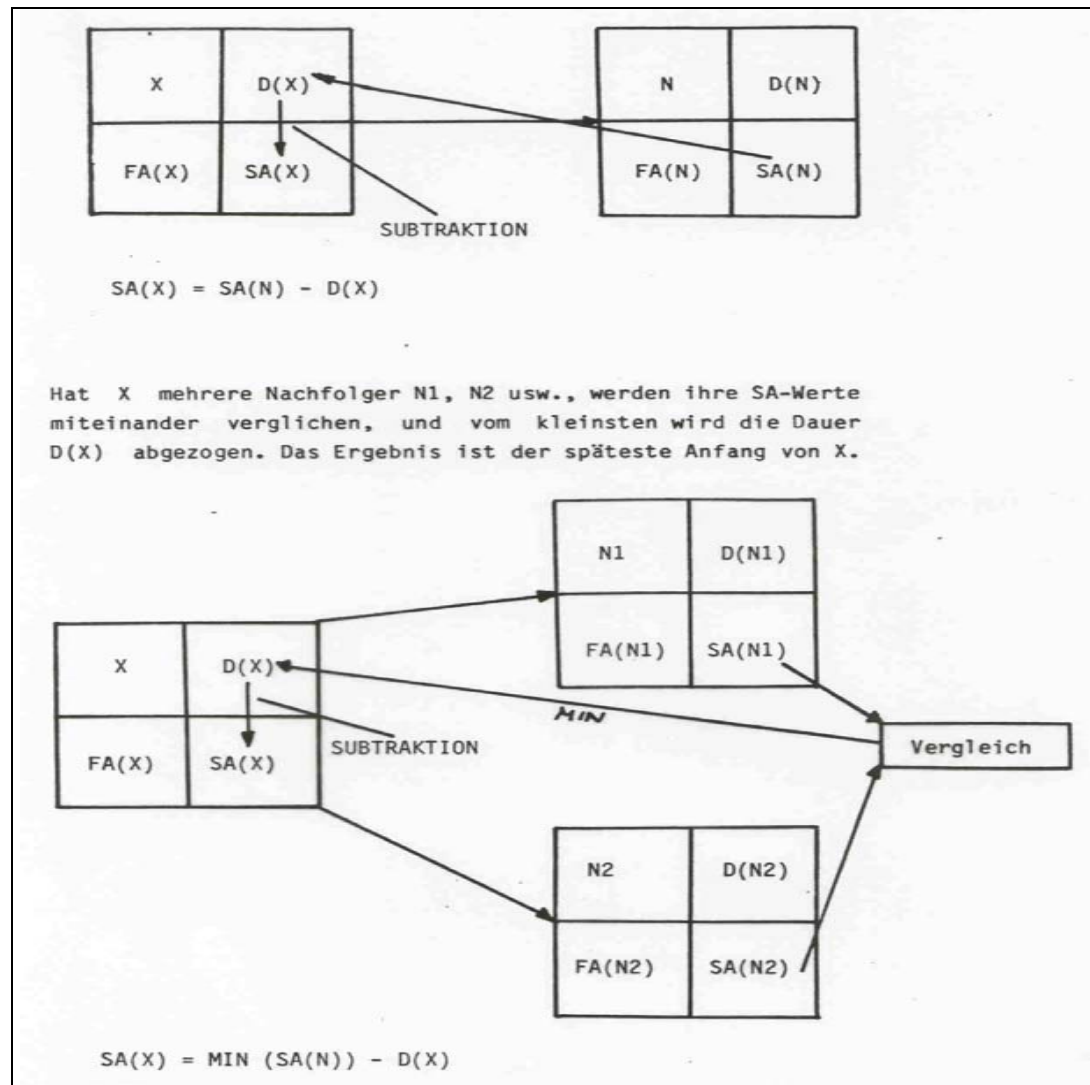 X D(X) N D(N)
FA(X) SA(X) FA(N) SA(N)
SUBTRAKTION
SA(X) = SA(N) - D(X)
Hat X mehrere Nachfolger N1, N2 usw., werden ihre SA-Werte
miteinander verglichen, und vom kleinsten wird die Dauer
D(X) abgezogen. Das Ergebnis ist der späteste Anfang von X.
N1 D(N1)
FA(N1) SA(N1)
X D(X)
MIN
SUBTRAKTION
Vergleich
FA(X) SA(X)
N2 D(N2)
FA(N2) SA(N2)
SA(X) = MIN (SA(N)) - D(X)